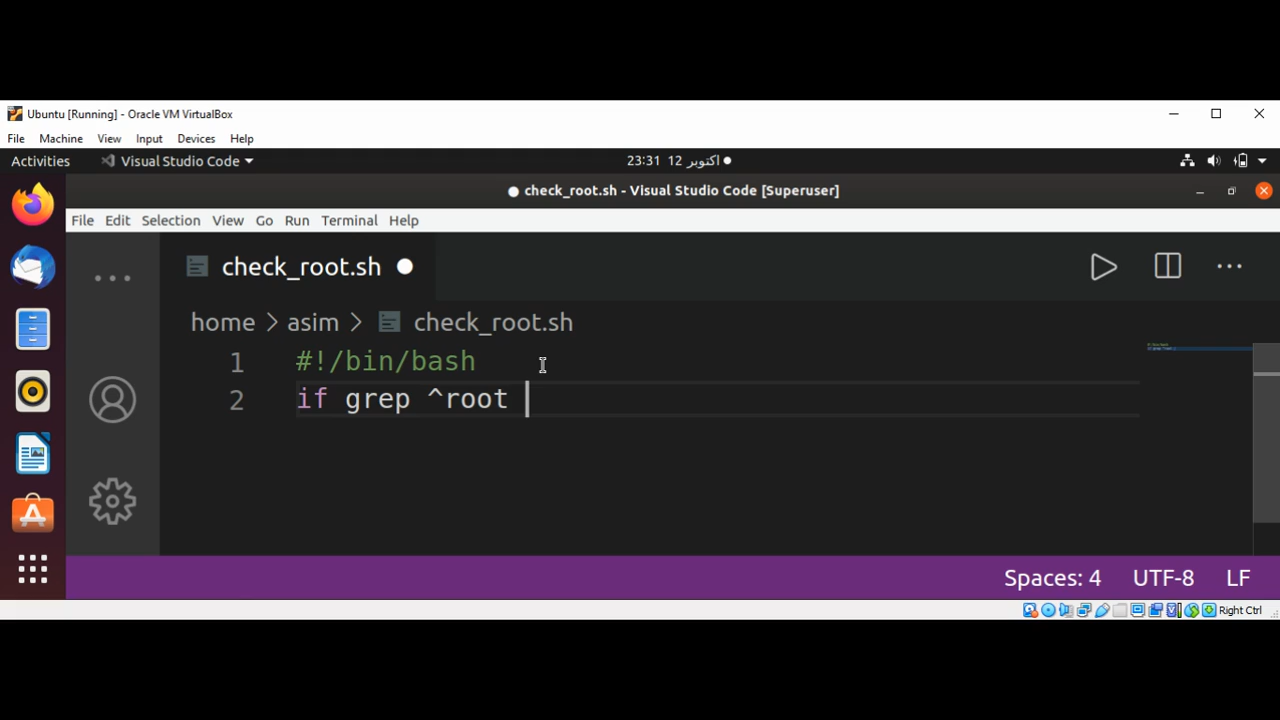 Ubuntu [Running] - Oracle VM VirtualBox
File Machine View Input Devices Help
Activities Visual Studio Code 23:31 12 اکتوبر
check_root.sh - Visual Studio Code [Superuser]
File Edit Selection View Go Run Terminal Help
check_root.sh
home > asim > check_root.sh
1 #!/bin/bash
2 if grep ^root
Spaces: 4 UTF-8 LF
Right Ctrl